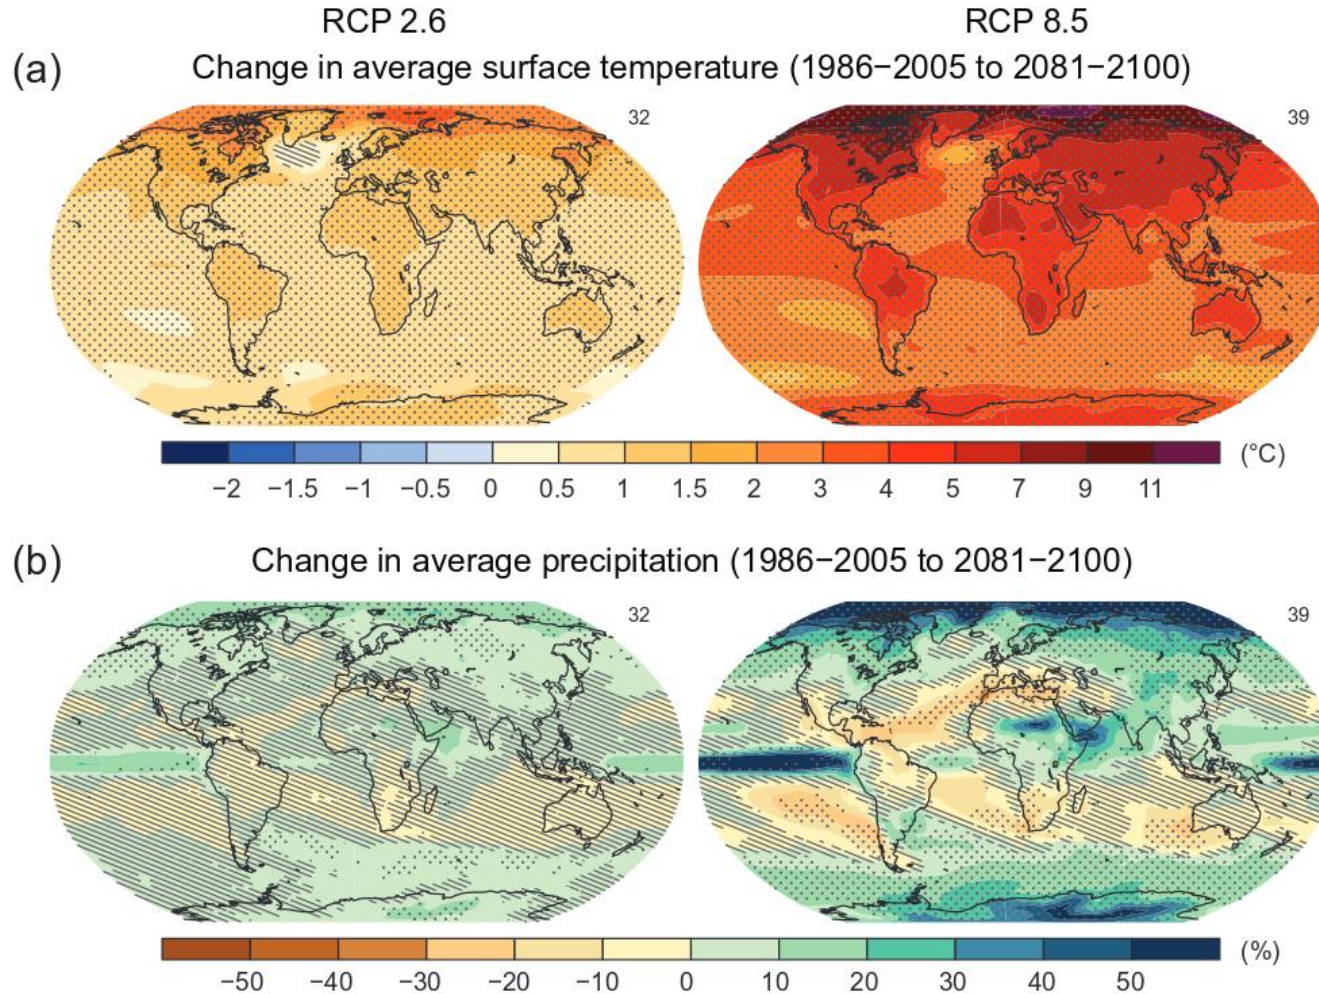 RCP 2.6 RCP 8.5
(a) Change in average surface temperature (1986−2005 to 2081−2100)
32 39
(°C)
−2 −1.5 −1 −0.5 0 0.5 1 1.5 2 3 4 5 7 9 11
(b) Change in average precipitation (1986−2005 to 2081−2100)
32 39
(%)
−50 −40 −30 −20 −10 0 10 20 30 40 50